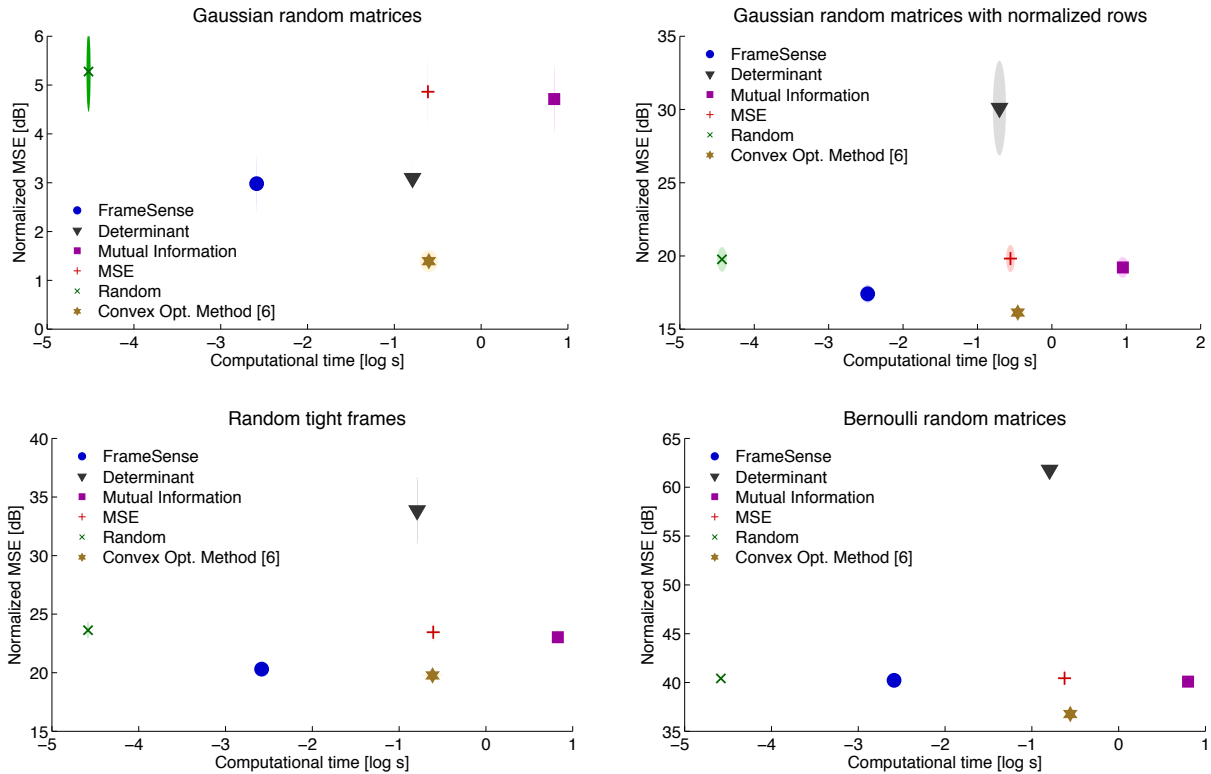 Gaussian random matrices
Normalized MSE [dB]
6
5
4
3
2
1
0
FrameSense
Determinant
Mutual Information
MSE
Random
Convex Opt. Method [6]
−5 −4 −3 −2 −1 0 1
Computational time [log s]
Gaussian random matrices with normalized rows
Normalized MSE [dB]
35
30
25
20
15
FrameSense
Determinant
Mutual Information
MSE
Random
Convex Opt. Method [6]
−5 −4 −3 −2 −1 0 1 2
Computational time [log s]
Random tight frames
Normalized MSE [dB]
40
35
30
25
20
15
FrameSense
Determinant
Mutual Information
MSE
Random
Convex Opt. Method [6]
−5 −4 −3 −2 −1 0 1
Computational time [log s]
Bernoulli random matrices
Normalized MSE [dB]
65
60
55
50
45
40
35
FrameSense
Determinant
Mutual Information
MSE
Random
Convex Opt. Method [6]
−5 −4 −3 −2 −1 0 1
Computational time [log s]